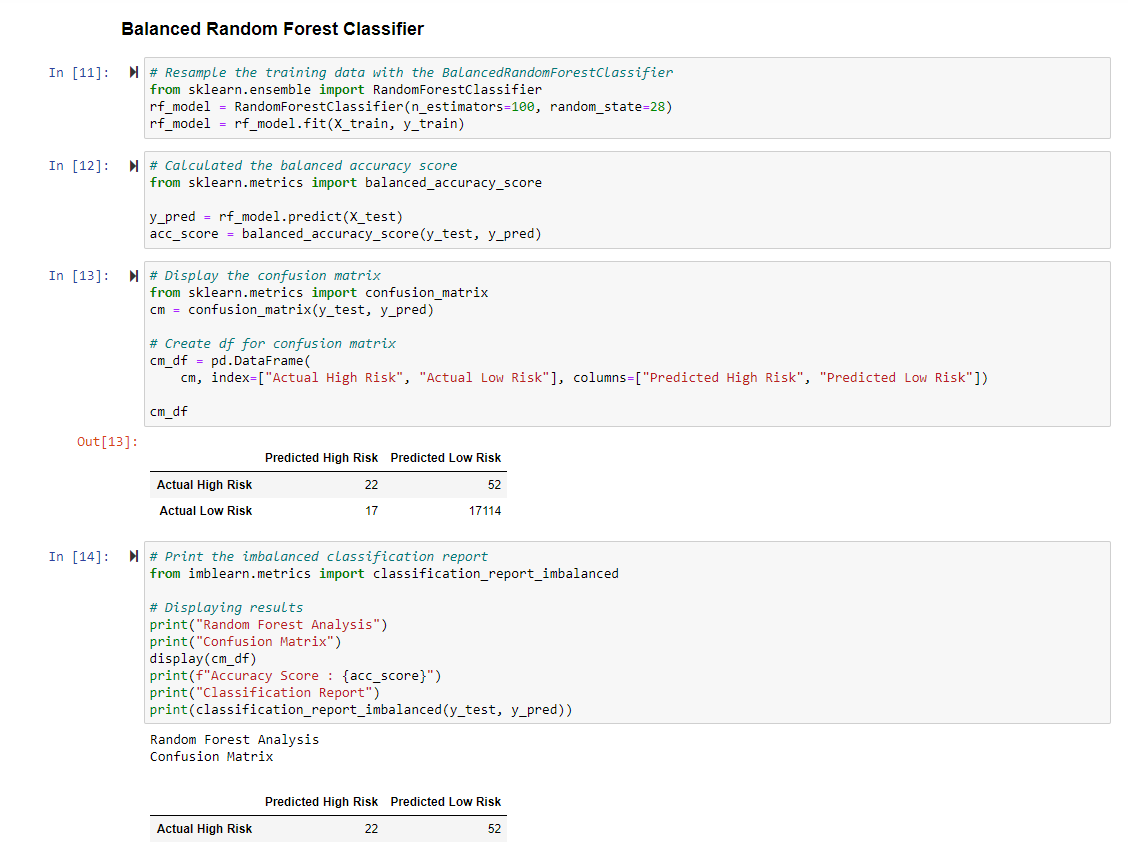 Balanced Random Forest Classifier
In [11]:
# Resample the training data with the BalancedRandomForestClassifier
from sklearn.ensemble import RandomForestClassifier
rf_model = RandomForestClassifier(n_estimators=100, random_state=28)
rf_model = rf_model.fit(X_train, y_train)
In [12]:
# Calculated the balanced accuracy score
from sklearn.metrics import balanced_accuracy_score
y_pred = rf_model.predict(X_test)
acc_score = balanced_accuracy_score(y_test, y_pred)
In [13]:
# Display the confusion matrix
from sklearn.metrics import confusion_matrix
cm = confusion_matrix(y_test, y_pred)
# Create df for confusion matrix
cm_df = pd.DataFrame(
cm, index=["Actual High Risk", "Actual Low Risk"], columns=["Predicted High Risk", "Predicted Low Risk"])
cm_df
Out[13]:
Predicted High Risk Predicted Low Risk
Actual High Risk 22 52
Actual Low Risk 17 17114
In [14]:
# Print the imbalanced classification report
from imblearn.metrics import classification_report_imbalanced
# Displaying results
print("Random Forest Analysis")
print("Confusion Matrix")
display(cm_df)
print(f"Accuracy Score : {acc_score}")
print("Classification Report")
print(classification_report_imbalanced(y_test, y_pred))
Random Forest Analysis
Confusion Matrix
Predicted High Risk Predicted Low Risk
Actual High Risk 22 52